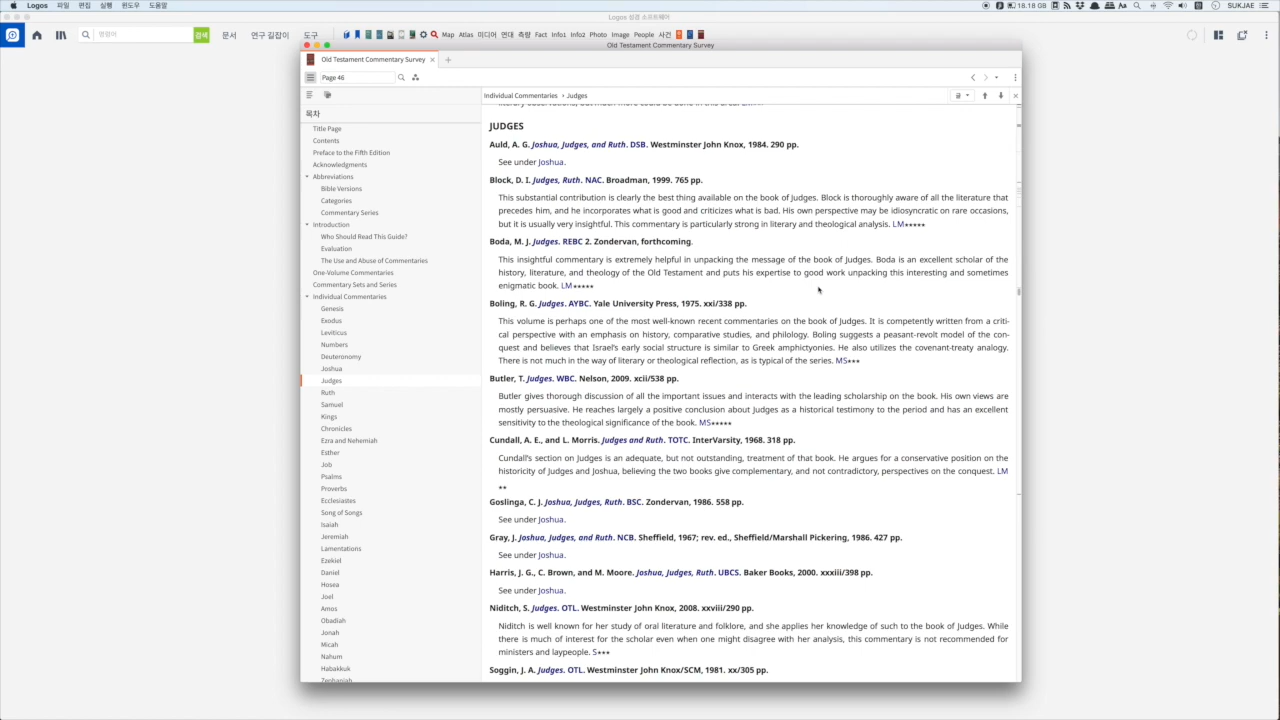 Logos 파일 편집 실행 윈도우 도움말
18.18 GB
SUKJAE
Logos 성경 소프트웨어
명령어 검색 문서 연구 길잡이 도구 Map Atlas 미디어 연대 측량 Fact Info1 Info2 Photo Image People 사건
Old Testament Commentary Survey
Old Testament Commentary Survey
Page 46
Individual Commentaries › Judges
목차
Title Page
Contents
Preface to the Fifth Edition
Acknowledgments
Abbreviations
Bible Versions
Categories
Commentary Series
Introduction
Who Should Read This Guide?
Evaluation
The Use and Abuse of Commentaries
One-Volume Commentaries
Commentary Sets and Series
Individual Commentaries
Genesis
Exodus
Leviticus
Numbers
Deuteronomy
Joshua
Judges
Ruth
Samuel
Kings
Chronicles
Ezra and Nehemiah
Esther
Job
Psalms
Proverbs
Ecclesiastes
Song of Songs
Isaiah
Jeremiah
Lamentations
Ezekiel
Daniel
Hosea
Joel
Amos
Obadiah
Jonah
Micah
Nahum
Habakkuk
Zephaniah
JUDGES
Auld, A. G. Joshua, Judges, and Ruth. DSB. Westminster John Knox, 1984. 290 pp.
See under Joshua.
Block, D. I. Judges, Ruth. NAC. Broadman, 1999. 765 pp.
This substantial contribution is clearly the best thing available on the book of Judges. Block is thoroughly aware of all the literature that
precedes him, and he incorporates what is good and criticizes what is bad. His own perspective may be idiosyncratic on rare occasions,
but it is usually very insightful. This commentary is particularly strong in literary and theological analysis. LM★★★★★
Boda, M. J. Judges. REBC 2. Zondervan, forthcoming.
This insightful commentary is extremely helpful in unpacking the message of the book of Judges. Boda is an excellent scholar of the
history, literature, and theology of the Old Testament and puts his expertise to good work unpacking this interesting and sometimes
enigmatic book. LM★★★★★
Boling, R. G. Judges. AYBC. Yale University Press, 1975. xxi/338 pp.
This volume is perhaps one of the most well-known recent commentaries on the book of Judges. It is competently written from a criti-
cal perspective with an emphasis on history, comparative studies, and philology. Boling suggests a peasant-revolt model of the con-
quest and believes that Israel's early social structure is similar to Greek amphictyonies. He also utilizes the covenant-treaty analogy.
There is not much in the way of literary or theological reflection, as is typical of the series. MS★★★
Butler, T. Judges. WBC. Nelson, 2009. xcii/538 pp.
Butler gives thorough discussion of all the important issues and interacts with the leading scholarship on the book. His own views are
mostly persuasive. He reaches largely a positive conclusion about Judges as a historical testimony to the period and has an excellent
sensitivity to the theological significance of the book. MS★★★★★
Cundall, A. E., and L. Morris. Judges and Ruth. TOTC. InterVarsity, 1968. 318 pp.
Cundall's section on Judges is an adequate, but not outstanding, treatment of that book. He argues for a conservative position on the
historicity of Judges and Joshua, believing the two books give complementary, and not contradictory, perspectives on the conquest. LM
★★
Goslinga, C. J. Joshua, Judges, Ruth. BSC. Zondervan, 1986. 558 pp.
See under Joshua.
Gray, J. Joshua, Judges, and Ruth. NCB. Sheffield, 1967; rev. ed., Sheffield/Marshall Pickering, 1986. 427 pp.
See under Joshua.
Harris, J. G., C. Brown, and M. Moore. Joshua, Judges, Ruth. UBCS. Baker Books, 2000. xxxiii/398 pp.
See under Joshua.
Niditch, S. Judges. OTL. Westminster John Knox, 2008. xxviii/290 pp.
Niditch is well known for her study of oral literature and folklore, and she applies her knowledge of such to the book of Judges. While
there is much of interest for the scholar even when one might disagree with her analysis, this commentary is not recommended for
ministers and laypeople. S★★★
Soggin, J. A. Judges. OTL. Westminster John Knox/SCM, 1981. xx/305 pp.